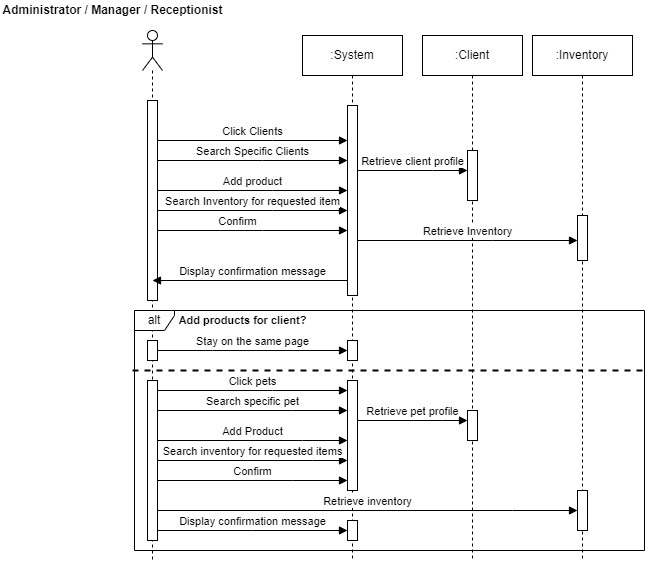 Administrator / Manager / Receptionist
:System
:Client
:Inventory
Click Clients
Search Specific Clients
Retrieve client profile
Add product
Search Inventory for requested item
Confirm
Retrieve Inventory
Display confirmation message
alt
Add products for client?
Stay on the same page
Click pets
Search specific pet
Retrieve pet profile
Add Product
Search inventory for requested items
Confirm
Retrieve inventory
Display confirmation message